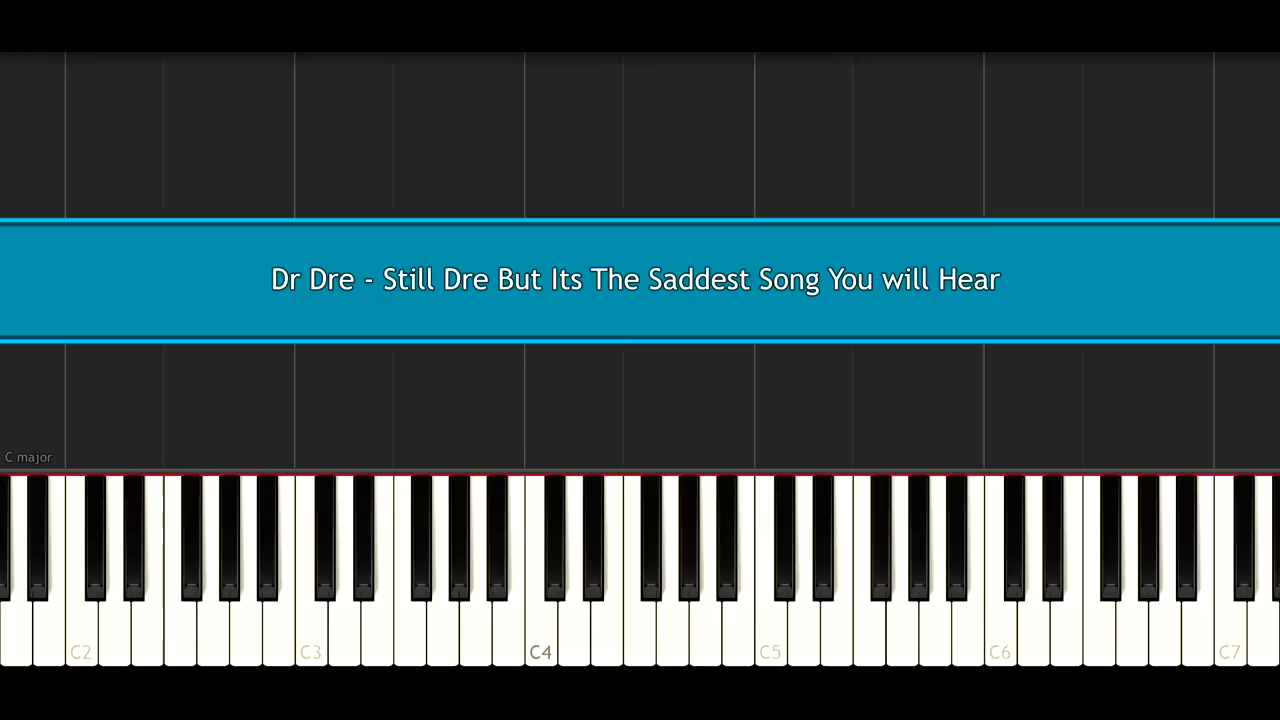 Dr Dre - Still Dre But Its The Saddest Song You will Hear
C major
C2 C3 C4 C5 C6 C7